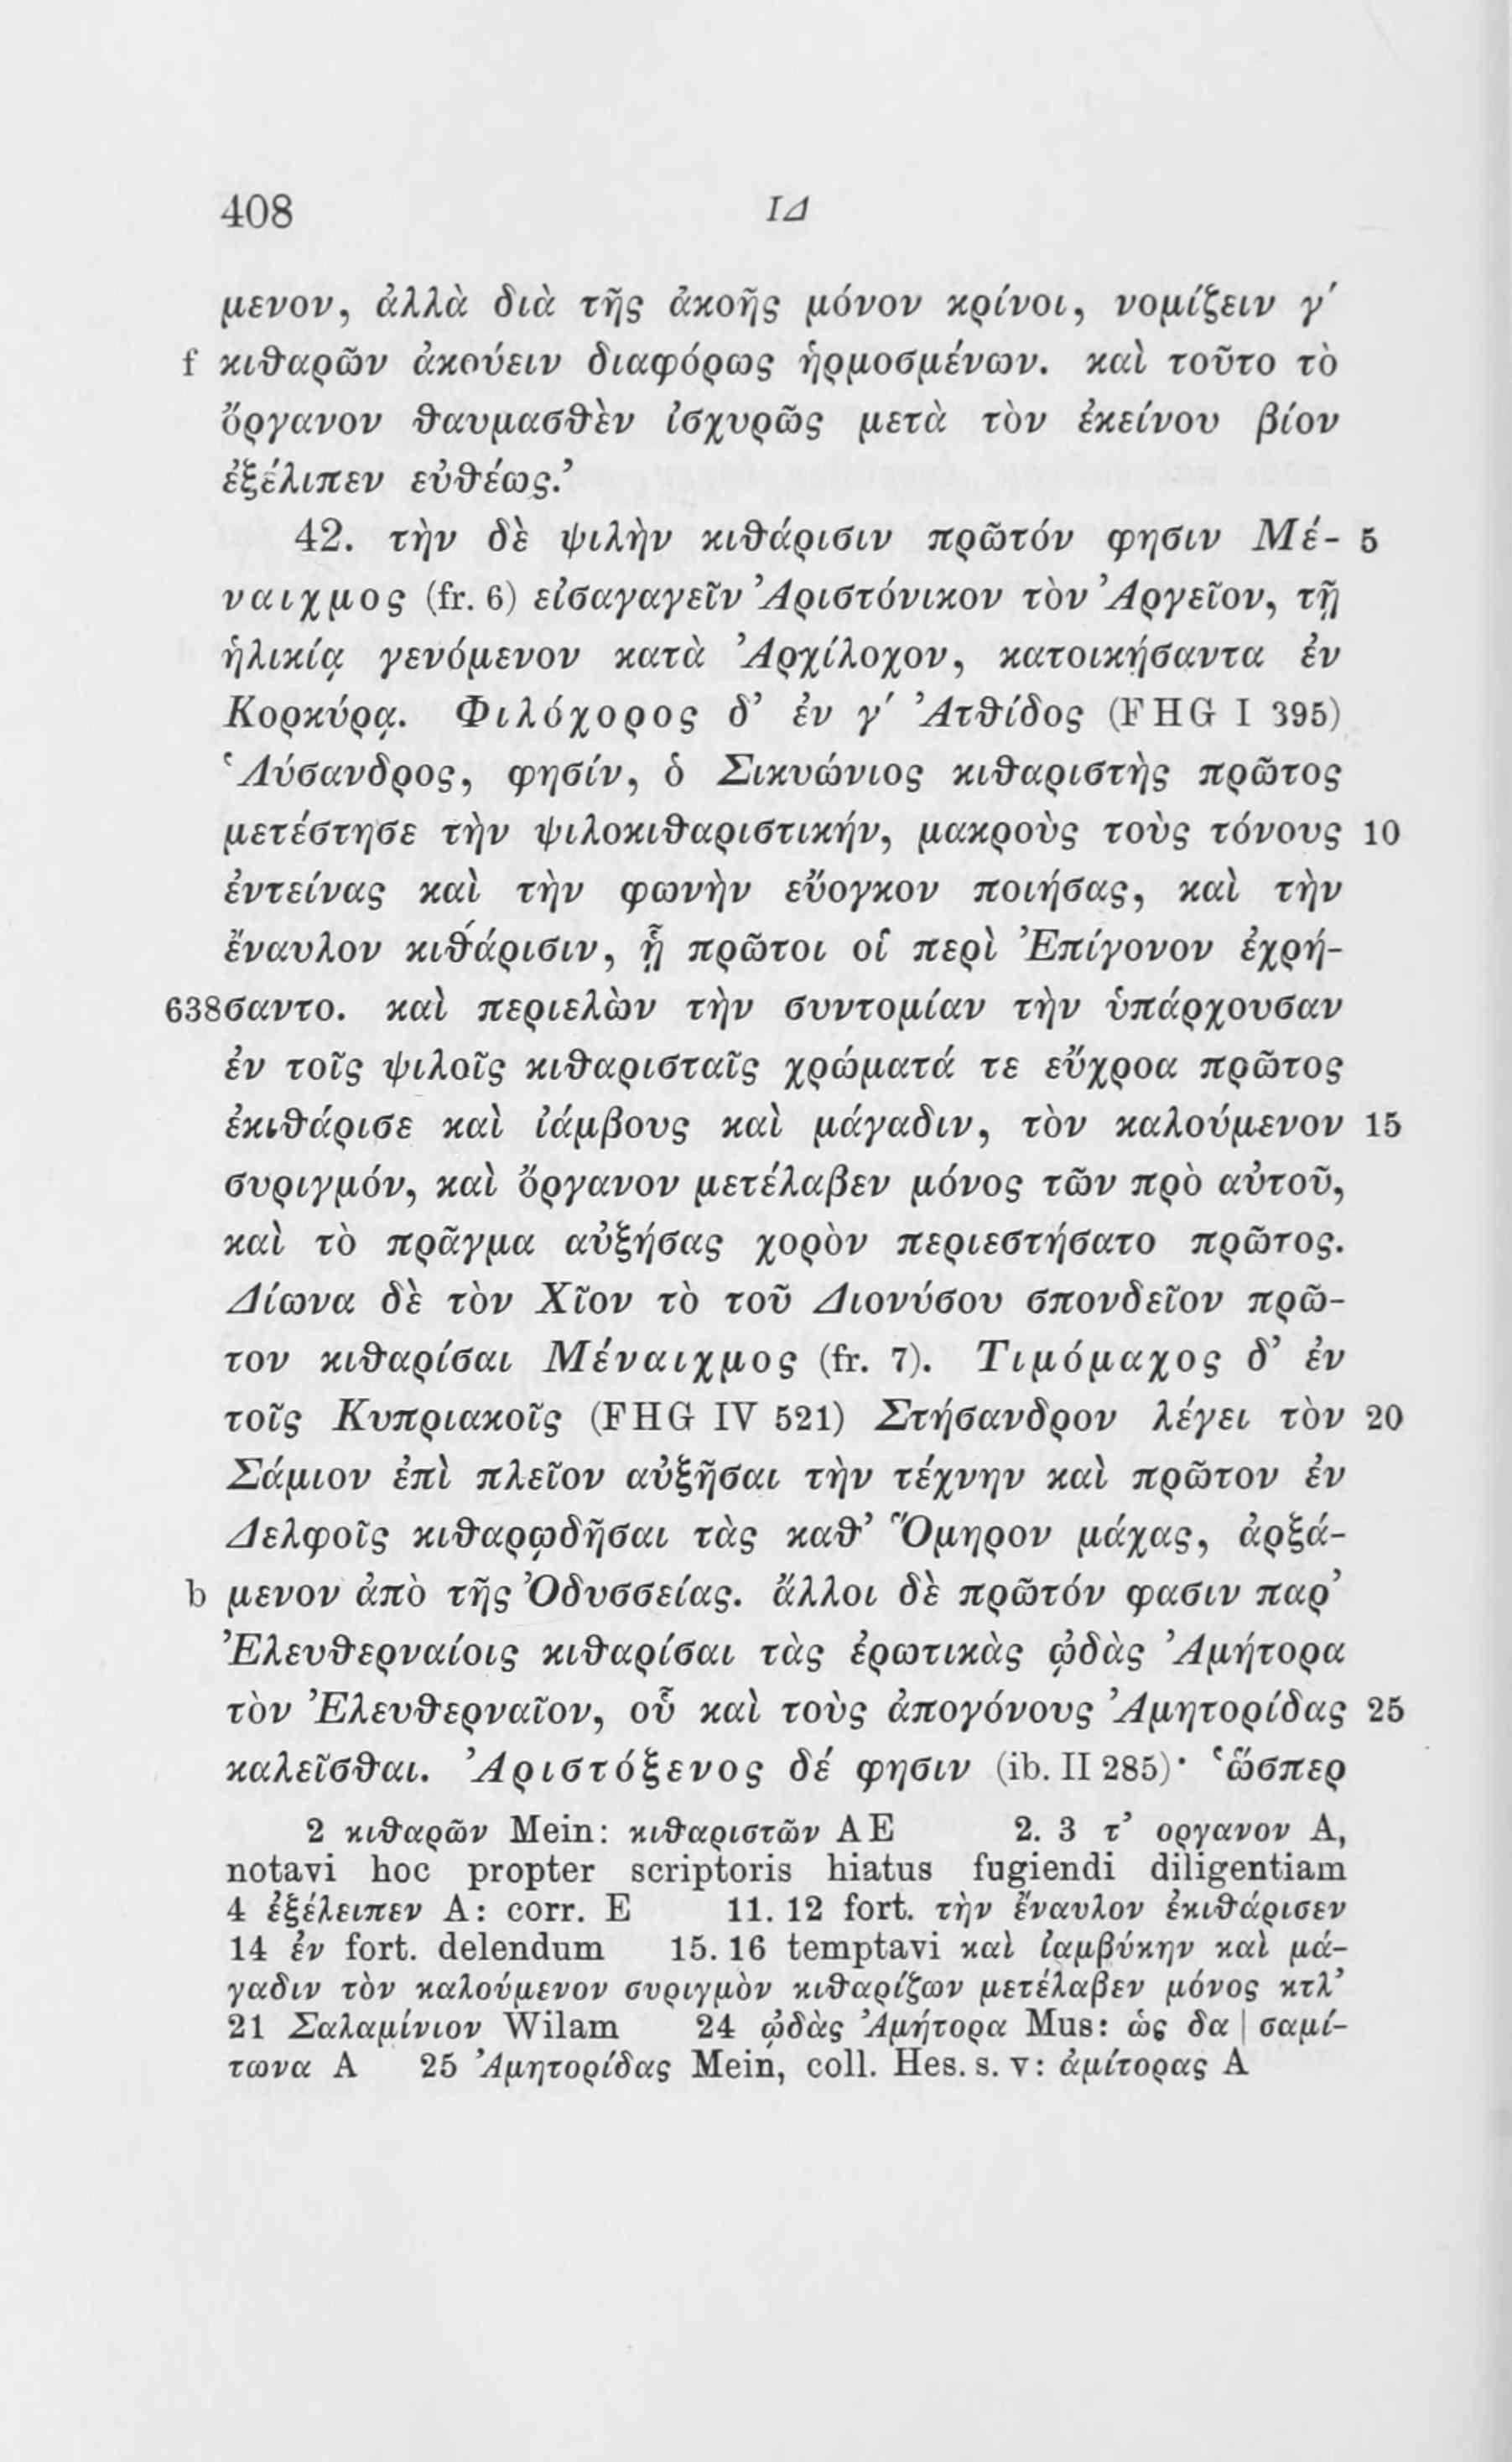 408 ΙΔ
μενον, ἀλλὰ διὰ τῆς ἀκοῆς μόνον κρίνοι, νομίζειν γ′
f κιθαρῶν ἀκούειν διαφόρως ἡρμοσμένων. καὶ τοῦτο τὸ
ὄργανον θαυμασθὲν ἰσχυρῶς μετὰ τὸν ἐκείνου βίον
ἐξέλιπεν εὐθέως.’
42. τὴν δὲ ψιλὴν κιθάρισιν πρῶτόν φησιν Μέ- 5
ναιχμος (fr. 6) εἰσαγαγεῖν Ἀριστόνικον τὸν Ἀργεῖον, τῇ
ἡλικίᾳ γενόμενον κατὰ Ἀρχίλοχον, κατοικήσαντα ἐν
Κορκύρᾳ. Φιλόχορος δ’ ἐν γ′ Ἀτθίδος (FHG I 395)
‘Λύσανδρος, φησίν, ὁ Σικυώνιος κιθαριστὴς πρῶτος
μετέστησε τὴν ψιλοκιθαριστικήν, μακροὺς τοὺς τόνους 10
ἐντείνας καὶ τὴν φωνὴν εὔογκον ποιήσας, καὶ τὴν
ἔναυλον κιθάρισιν, ᾗ πρῶτοι οἱ περὶ Ἐπίγονον ἐχρή-
638 σαντο. καὶ περιελὼν τὴν συντομίαν τὴν ὑπάρχουσαν
ἐν τοῖς ψιλοῖς κιθαρισταῖς χρώματά τε εὔχροα πρῶτος
ἐκιθάρισε καὶ ἰάμβους καὶ μάγαδιν, τὸν καλούμενον 15
συριγμόν, καὶ ὄργανον μετέλαβεν μόνος τῶν πρὸ αὐτοῦ,
καὶ τὸ πρᾶγμα αὐξήσας χορὸν περιεστήσατο πρῶτος.
Δίωνα δὲ τὸν Χῖον τὸ τοῦ Διονύσου σπονδεῖον πρῶ-
τον κιθαρίσαι Μέναιχμος (fr. 7). Τιμόμαχος δ’ ἐν
τοῖς Κυπριακοῖς (FHG IV 521) Στήσανδρον λέγει τὸν 20
Σάμιον ἐπὶ πλεῖον αὐξῆσαι τὴν τέχνην καὶ πρῶτον ἐν
Δελφοῖς κιθαρῳδῆσαι τὰς καθ’ Ὅμηρον μάχας, ἀρξά-
b μενον ἀπὸ τῆς Ὀδυσσείας. ἄλλοι δὲ πρῶτόν φασιν παρ’
Ἐλευθερναίοις κιθαρίσαι τὰς ἐρωτικὰς ᾠδὰς Ἀμήτορα
τὸν Ἐλευθερναῖον, οὗ καὶ τοὺς ἀπογόνους Ἀμητορίδας 25
καλεῖσθαι. Ἀριστόξενος δέ φησιν (ib. II 285)· ‘ὥσπερ
2 κιθαρῶν Mein: κιθαριστῶν AE 2. 3 τ’ οργανον A,
notavi hoc propter scriptoris hiatus fugiendi diligentiam
4 ἐξέλειπεν A: corr. E 11. 12 fort. τὴν ἔναυλον ἐκιθάρισεν
14 ἐν fort. delendum 15. 16 temptavi καὶ ἰαμβύκην καὶ μά-
γαδιν τὸν καλούμενον συριγμὸν κιθαρίζων μετέλαβεν μόνος κτλ’
21 Σαλαμίνιον Wilam 24 ᾠδὰς Ἀμήτορα Mus: ὡς δα | σαμί-
τωνα A 25 Ἀμητορίδας Mein, coll. Hes. s. v: ἀμίτορας A